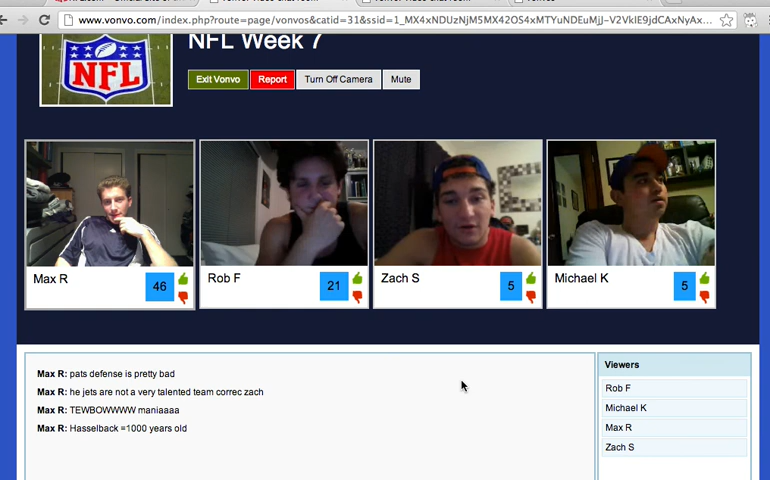 www.vonvo.com/index.php?route=page/vonvos&catid=31&ssid=1_MX4xNDUzNjM5MX42OS4xMTYuNDEuMjJ-V2VkIE9jdCAxNyAx...
NFL Week 7
NFL
Exit Vonvo Report Turn Off Camera Mute
Max R 46
Rob F 21
Zach S 5
Michael K 5
Max R: pats defense is pretty bad
Max R: he jets are not a very talented team correc zach
Max R: TEWBOWWWW maniaaaa
Max R: Hasselback =1000 years old
Viewers
Rob F
Michael K
Max R
Zach S